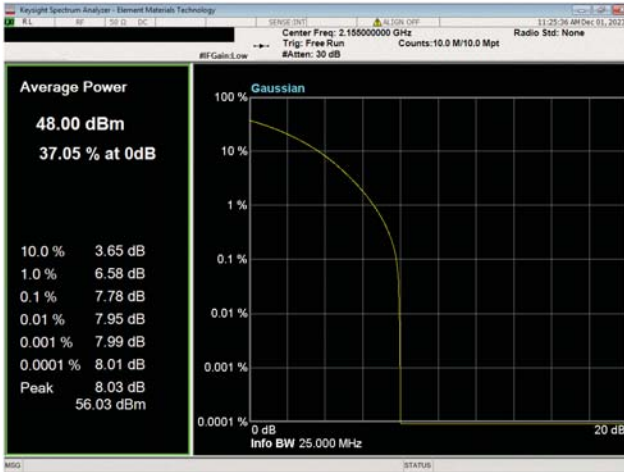 Keysight Spectrum Analyzer - Element Materials Technology
RL RF 50 Ω DC SENSE:INT ALIGN OFF 11:25:36 AM Dec 01, 2023
Center Freq: 2.155000000 GHz Radio Std: None
Trig: Free Run Counts:10.0 M/10.0 Mpt
#IFGain:Low #Atten: 30 dB
Average Power
48.00 dBm
37.05 % at 0dB
10.0 % 3.65 dB
1.0 % 6.58 dB
0.1 % 7.78 dB
0.01 % 7.95 dB
0.001 % 7.99 dB
0.0001 % 8.01 dB
Peak 8.03 dB
56.03 dBm
Gaussian
100 %
10 %
1 %
0.1 %
0.01 %
0.001 %
0.0001 %
0 dB 20 dB
Info BW 25.000 MHz
MSG STATUS